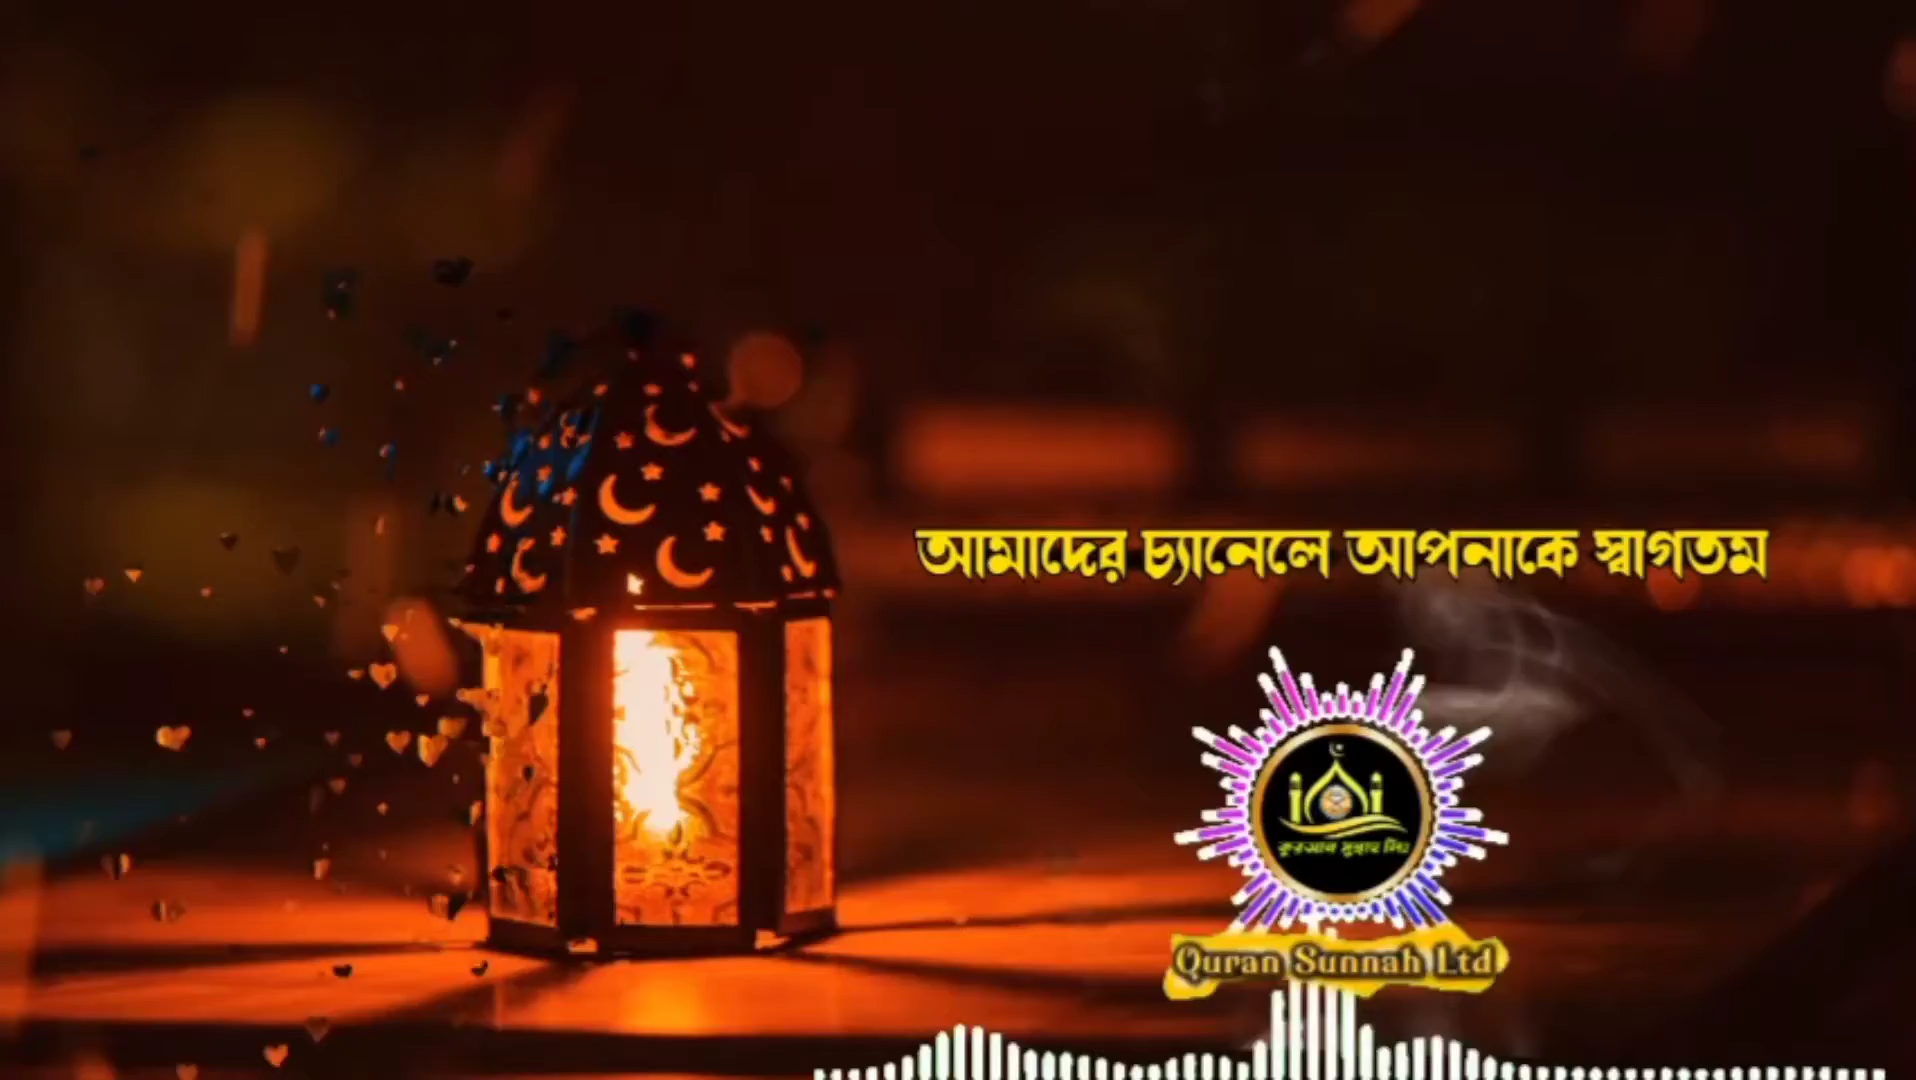 আমাদের চ্যানেলে আপনাকে স্বাগতম
Quran Sunnah Ltd